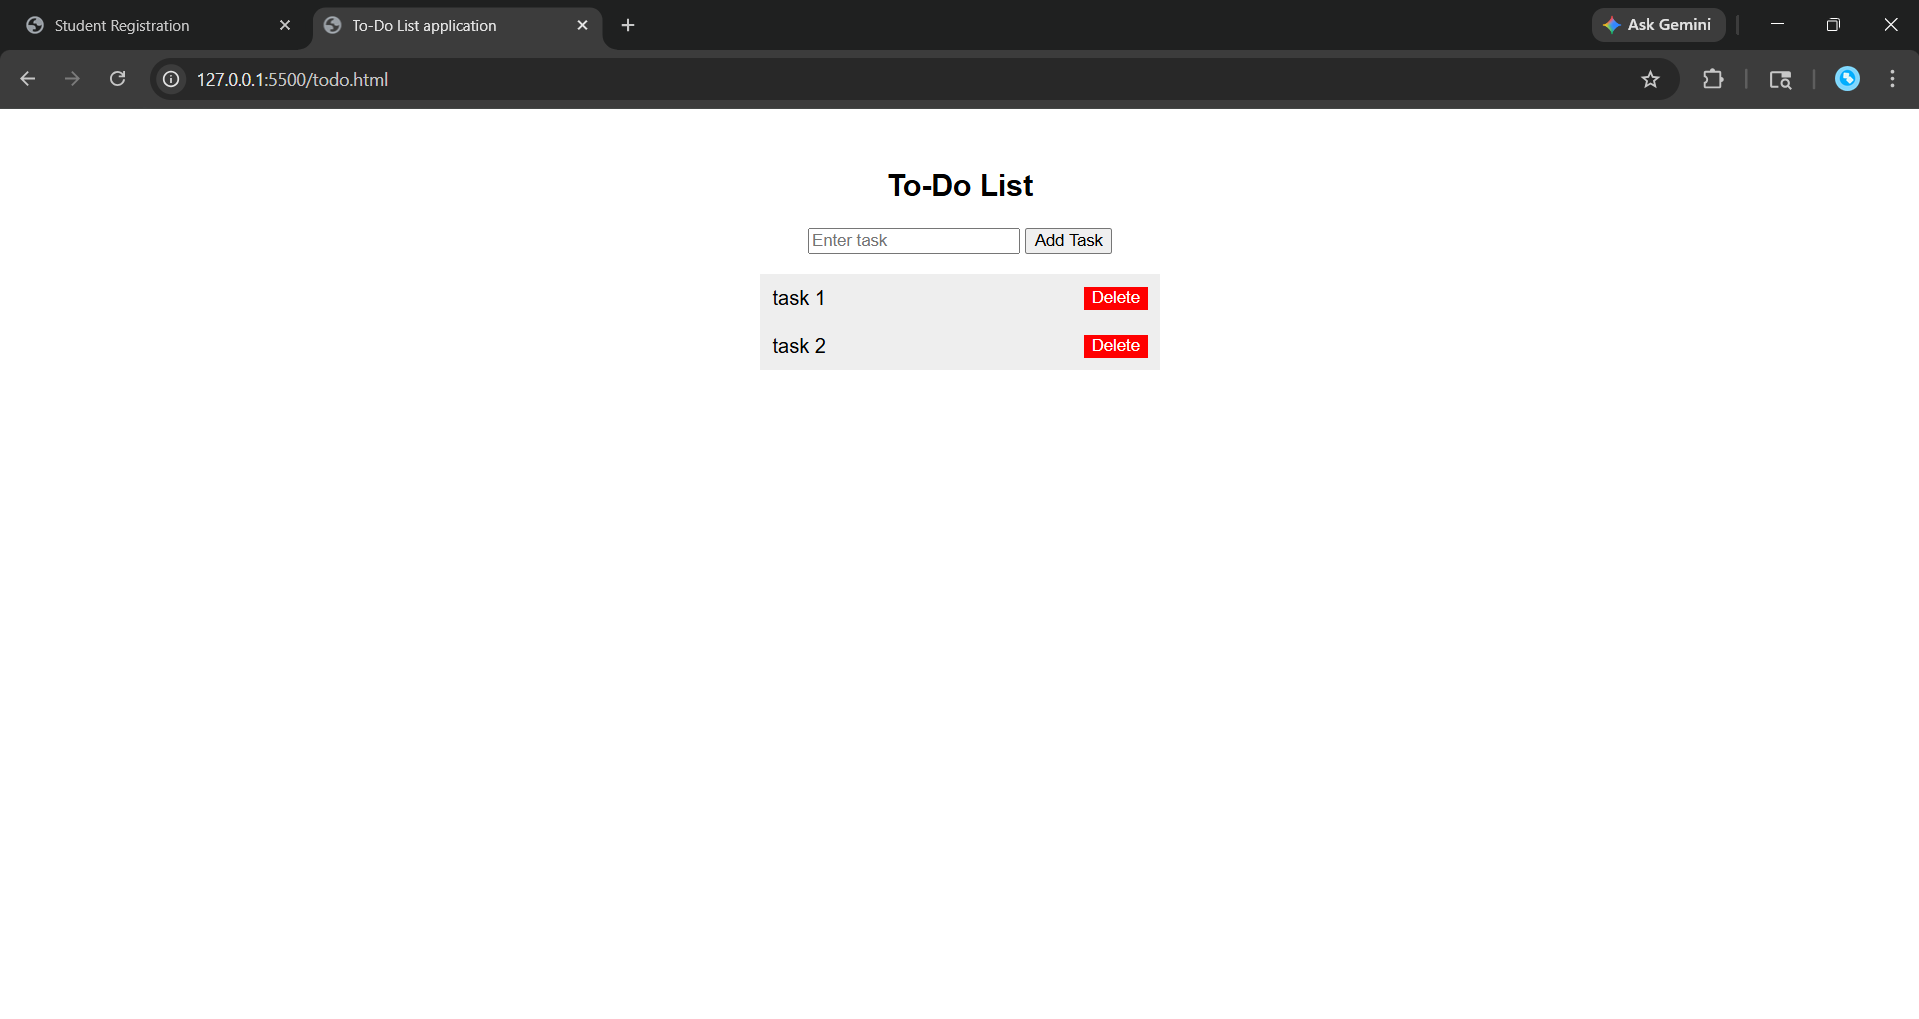 Student Registration
To-Do List application
Ask Gemini
127.0.0.1:5500/todo.html
To-Do List
Enter task
Add Task
task 1
Delete
task 2
Delete